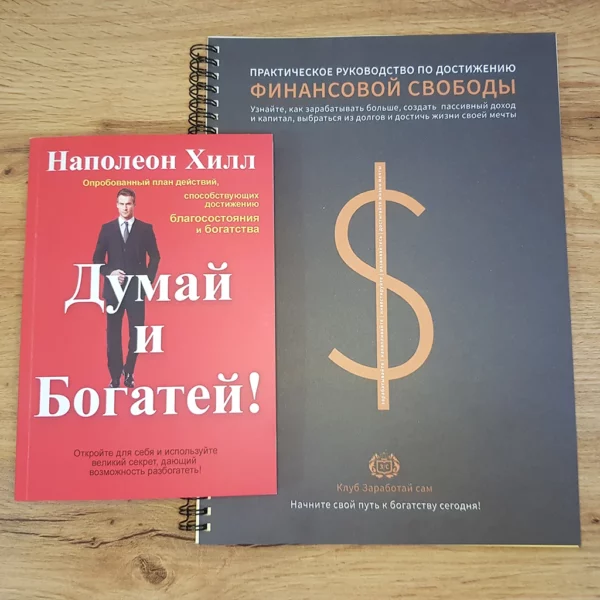 Наполеон Хилл
Опробованный план действий,
способствующих
достижению
благосостояния
и богатства
Думай
и
Богатей!
Откройте для себя и используйте
великий секрет, дающий
возможность разбогатеть!
ПРАКТИЧЕСКОЕ РУКОВОДСТВО ПО ДОСТИЖЕНИЮ
ФИНАНСОВОЙ СВОБОДЫ
Узнайте, как зарабатывать больше, создать пассивный доход
и капитал, выбраться из долгов и достичь жизни своей мечты
Клуб Заработай сам
Начните свой путь к богатству сегодня!